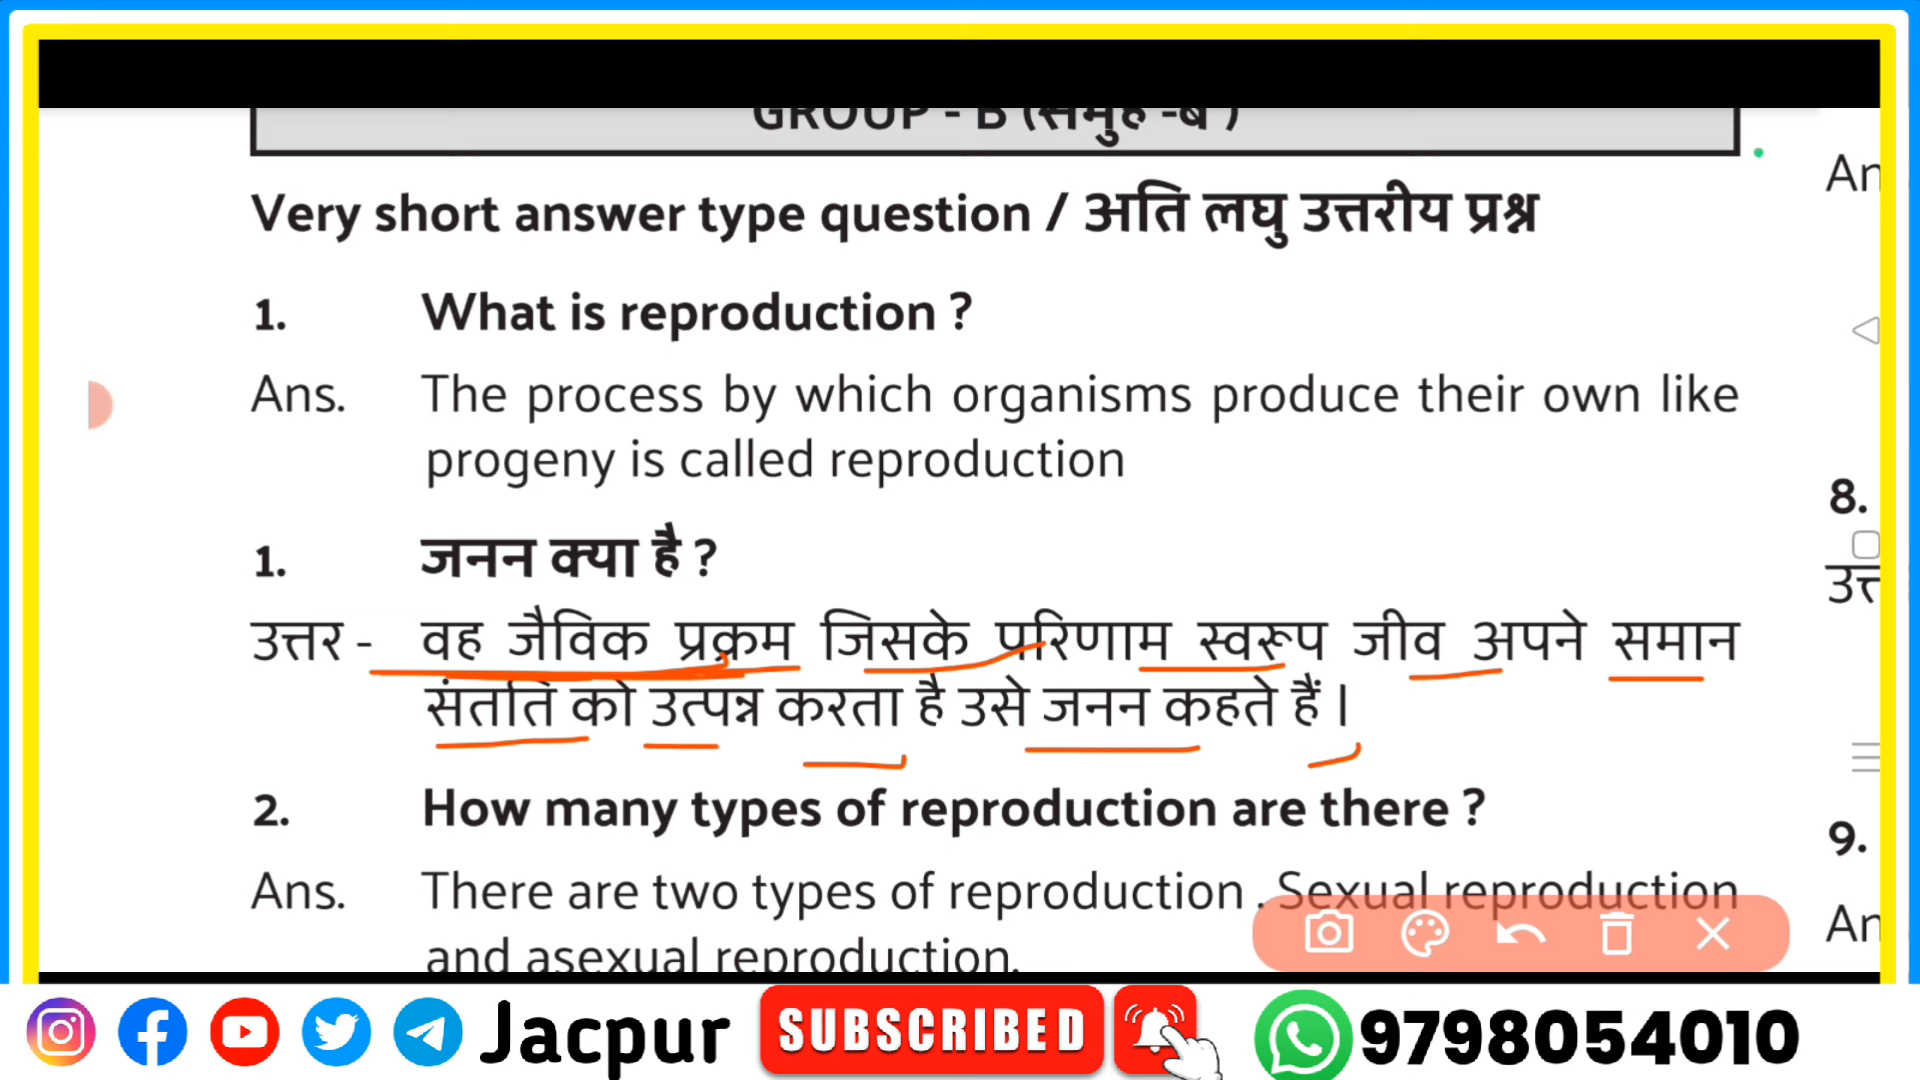 GROUP - B (समुह -ब )
Very short answer type question / अति लघु उत्तरीय प्रश्न
1. What is reproduction ?
Ans. The process by which organisms produce their own like
progeny is called reproduction
1. जनन क्या है ?
उत्तर - वह जैविक प्रक्रम जिसके परिणाम स्वरूप जीव अपने समान
संतति को उत्पन्न करता है उसे जनन कहते हैं ।
2. How many types of reproduction are there ?
Ans. There are two types of reproduction . Sexual reproduction
and asexual reproduction.
An
8.
उत्त
9.
An
Jacpur SUBSCRIBED 9798054010